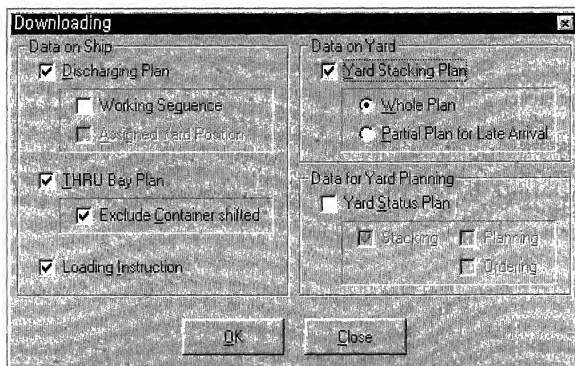 Downloading
Data on Ship
Discharging Plan
Working Sequence
Assigned Yard Position
THRU Bay Plan
Exclude Container shifted
Loading Instruction
Data on Yard
Yard Stacking Plan
Whole Plan
Partial Plan for Late Arrival
Data for Yard Planning
Yard Status Plan
Stacking Planning
Ordering
OK Close